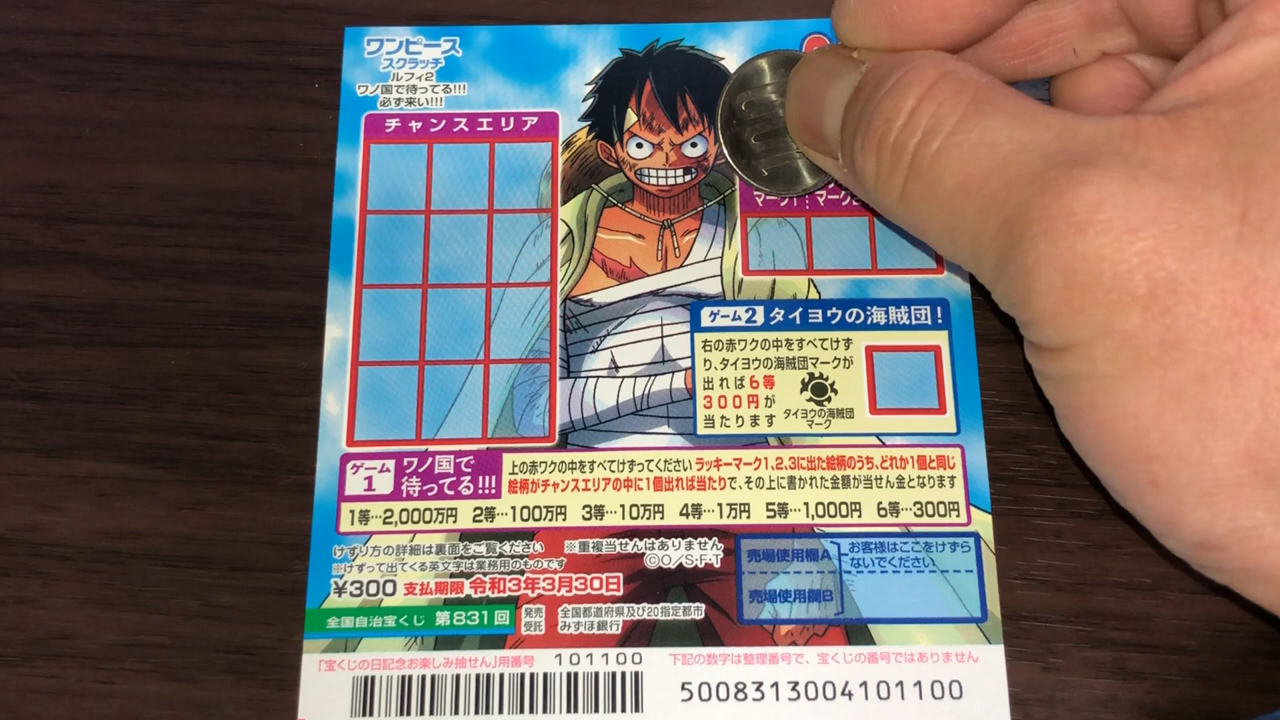 ワンピース
スクラッチ
ルフィ2
ワノ国で待ってる!!!
必ず来い!!!
チャンスエリア
100
マーク1 マーク2
ゲーム2 タイヨウの海賊団!
右の赤ワクの中をすべてけず
り、タイヨウの海賊団マークが
出れば6等
300円が
当たります
タイヨウの海賊団
マーク
ゲーム1 ワノ国で
待ってる!!!
上の赤ワクの中をすべてけずってください ラッキーマーク1、2、3に出た絵柄のうち、どれか1個と同じ
絵柄がチャンスエリアの中に1個出れば当たりで、その上に書かれた金額が当せん金となります
1等…2,000万円 2等…100万円 3等…10万円 4等…1万円 5等…1,000円 6等…300円
けずり方の詳細は裏面をご覧ください ※重複当せんはありません
※けずって出てくる英文字は業務用のものです ©O/S・F・T
¥300 支払期限 令和3年3月30日
売場使用欄A
売場使用欄B
お客様はここをけずら
ないでください
全国自治宝くじ 第831回
発売 全国都道府県及び20指定都市
受託 みずほ銀行
「宝くじの日記念お楽しみ抽せん」用番号 101100
下記の数字は整理番号で、宝くじの番号ではありません
5008313004101100